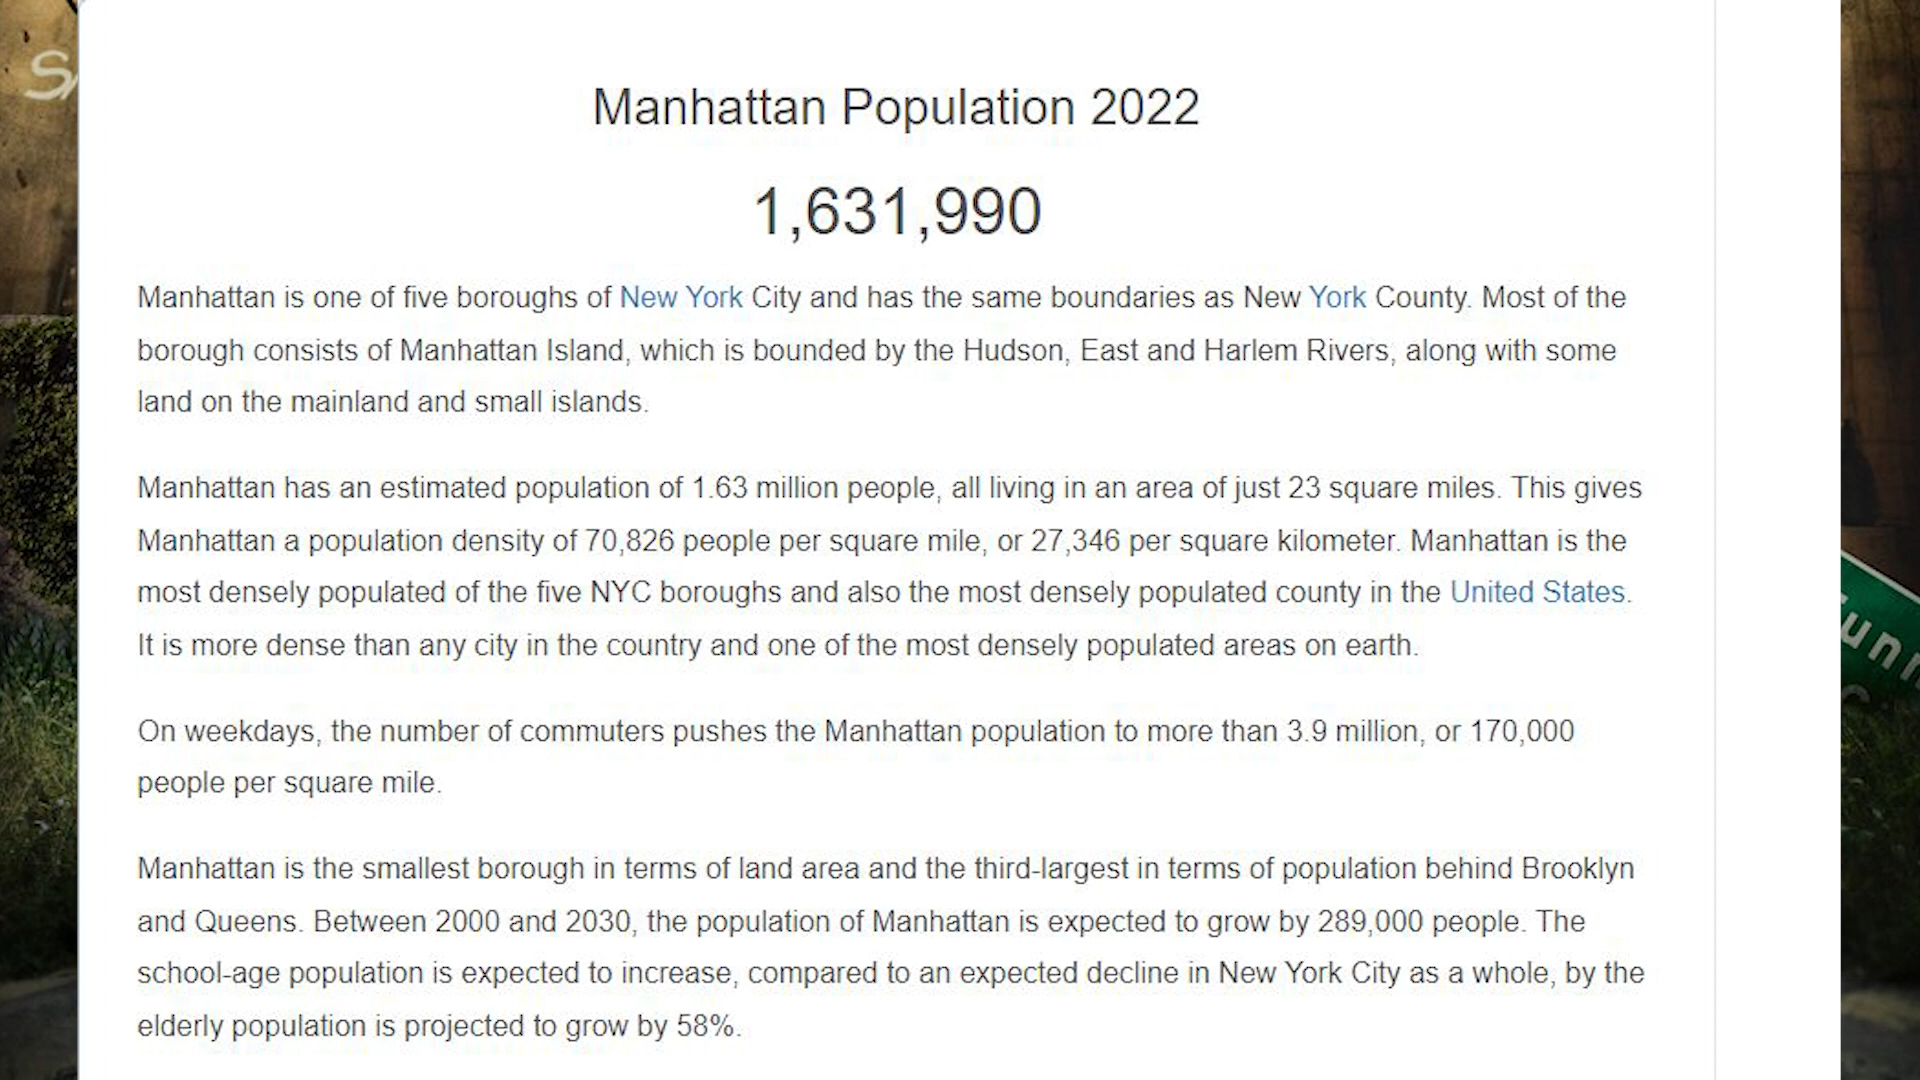 Manhattan Population 2022
1,631,990
Manhattan is one of five boroughs of New York City and has the same boundaries as New York County. Most of the
borough consists of Manhattan Island, which is bounded by the Hudson, East and Harlem Rivers, along with some
land on the mainland and small islands.
Manhattan has an estimated population of 1.63 million people, all living in an area of just 23 square miles. This gives
Manhattan a population density of 70,826 people per square mile, or 27,346 per square kilometer. Manhattan is the
most densely populated of the five NYC boroughs and also the most densely populated county in the United States.
It is more dense than any city in the country and one of the most densely populated areas on earth.
On weekdays, the number of commuters pushes the Manhattan population to more than 3.9 million, or 170,000
people per square mile.
Manhattan is the smallest borough in terms of land area and the third-largest in terms of population behind Brooklyn
and Queens. Between 2000 and 2030, the population of Manhattan is expected to grow by 289,000 people. The
school-age population is expected to increase, compared to an expected decline in New York City as a whole, by the
elderly population is projected to grow by 58%.